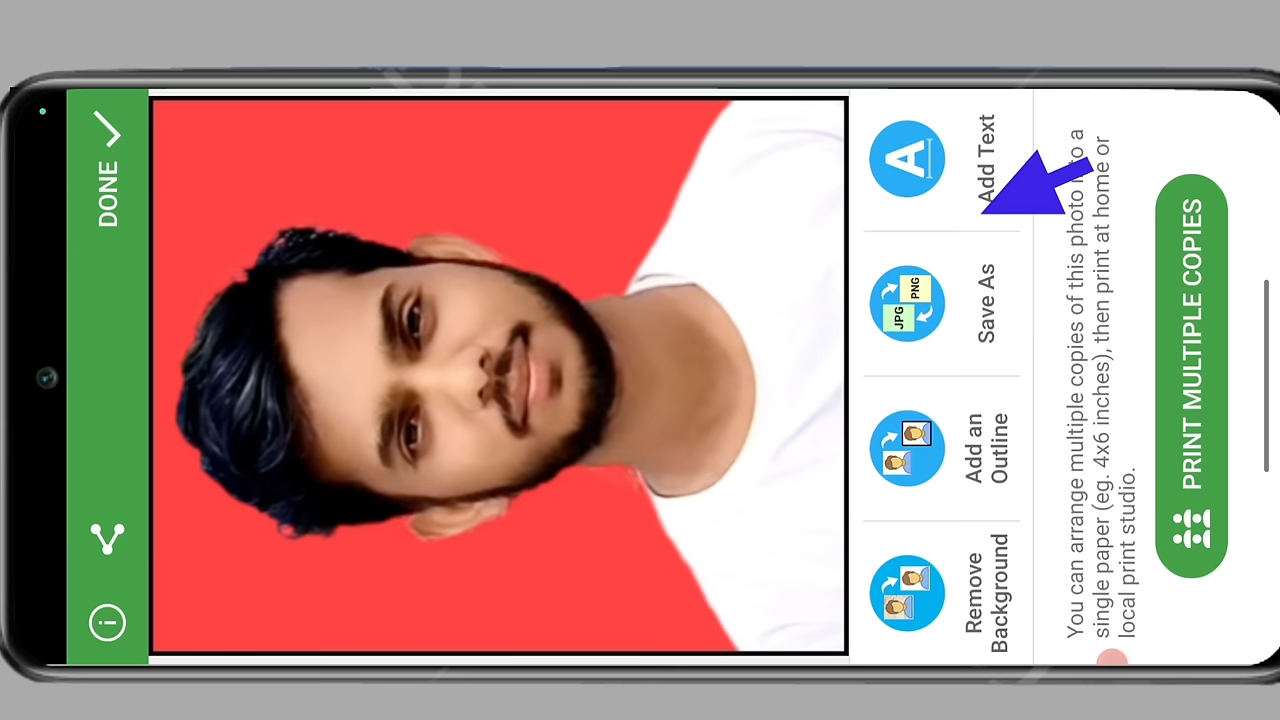 DONE
Remove
Background
Add an
Outline
JPG
PNG
Save As
A
Add Text
You can arrange multiple copies of this photo into a
single paper (eg. 4x6 inches), then print at home or
local print studio.
PRINT MULTIPLE COPIES